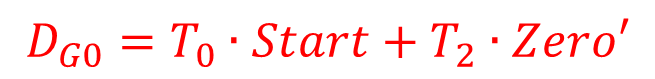 D_{G0} = T_0 · Start + T_2 · Zero′